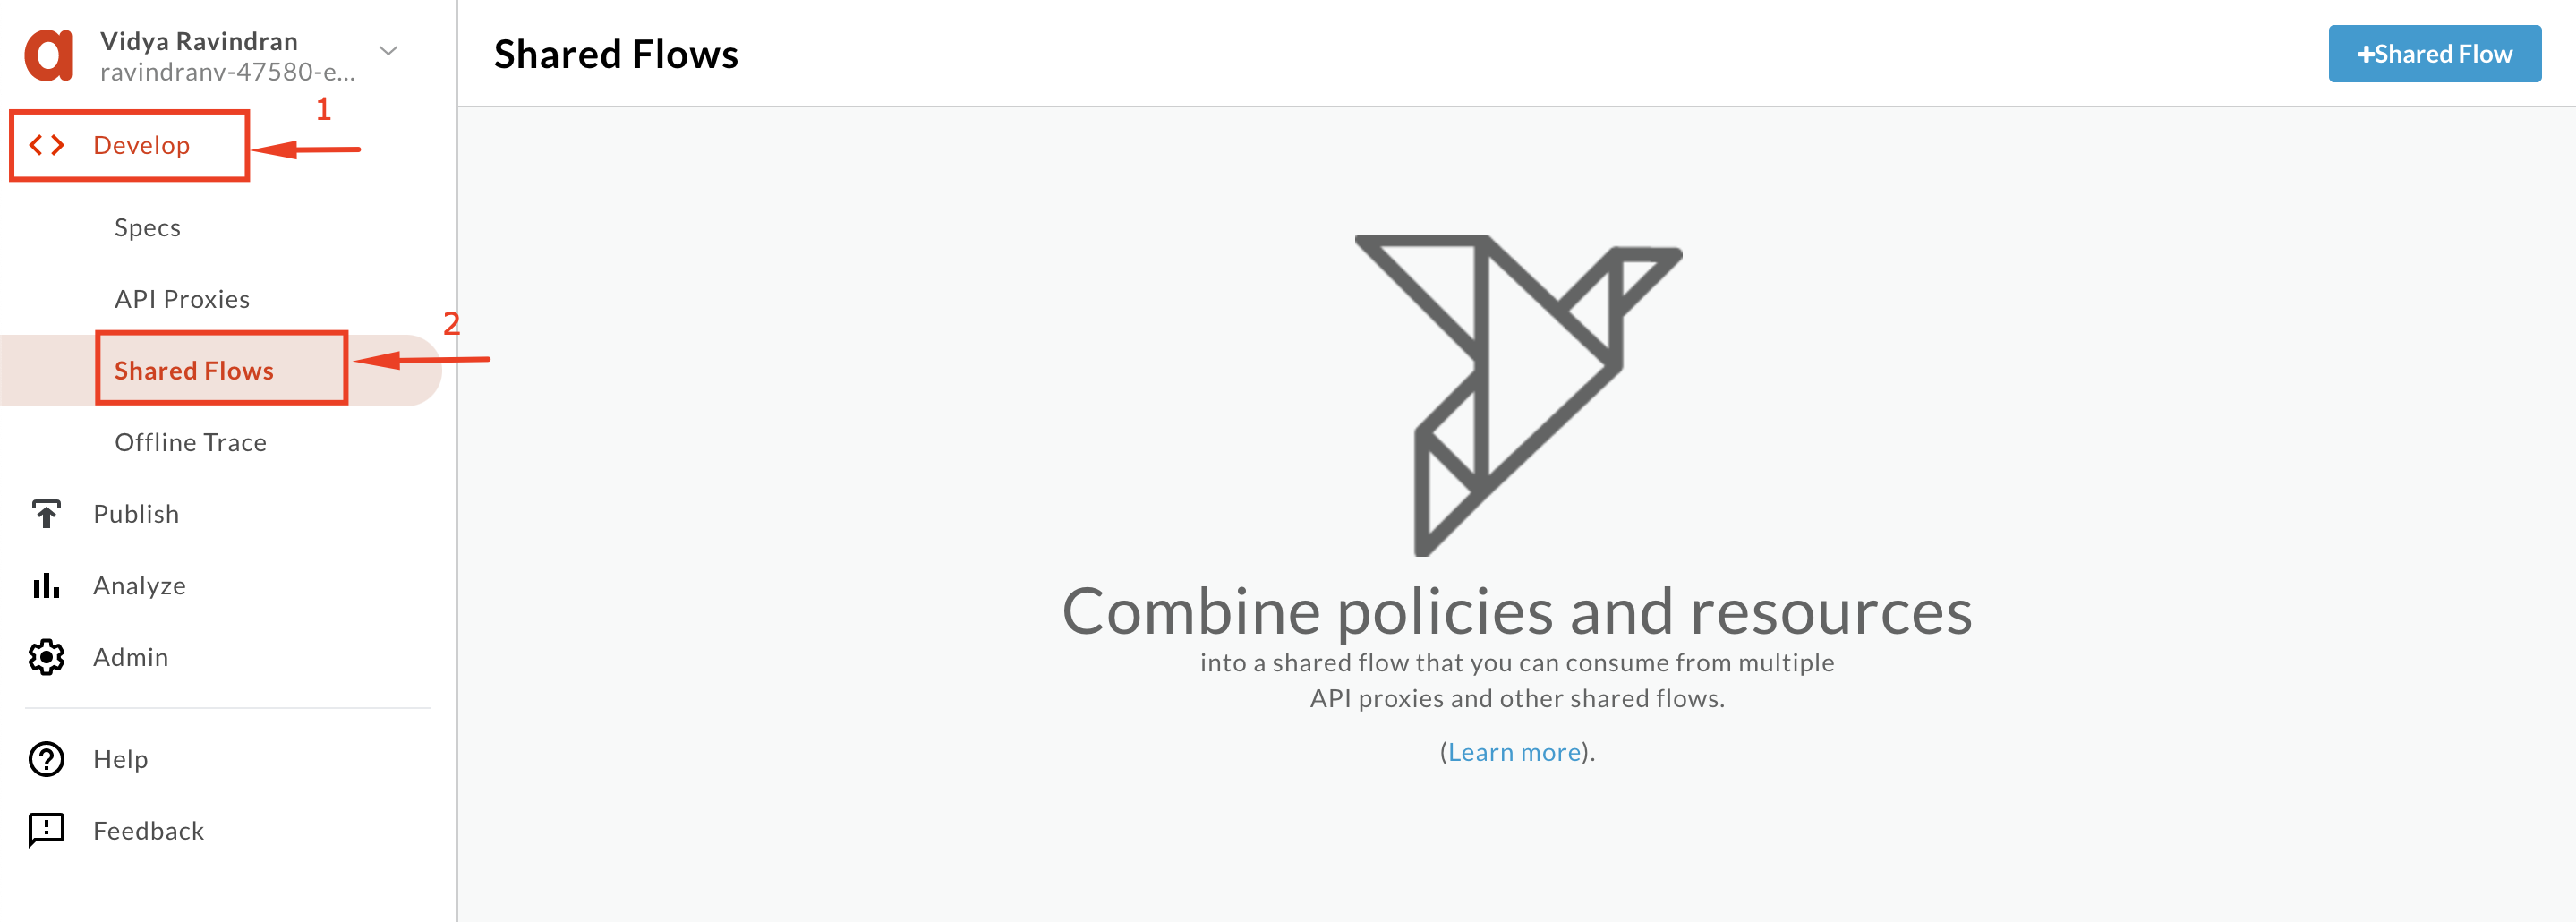 Vidya Ravindran
ravindranv-47580-e...
1
Develop
Specs
API Proxies
2
Shared Flows
Offline Trace
Publish
Analyze
Admin
Help
Feedback
Shared Flows
+Shared Flow
Combine policies and resources
into a shared flow that you can consume from multiple
API proxies and other shared flows.
(Learn more).